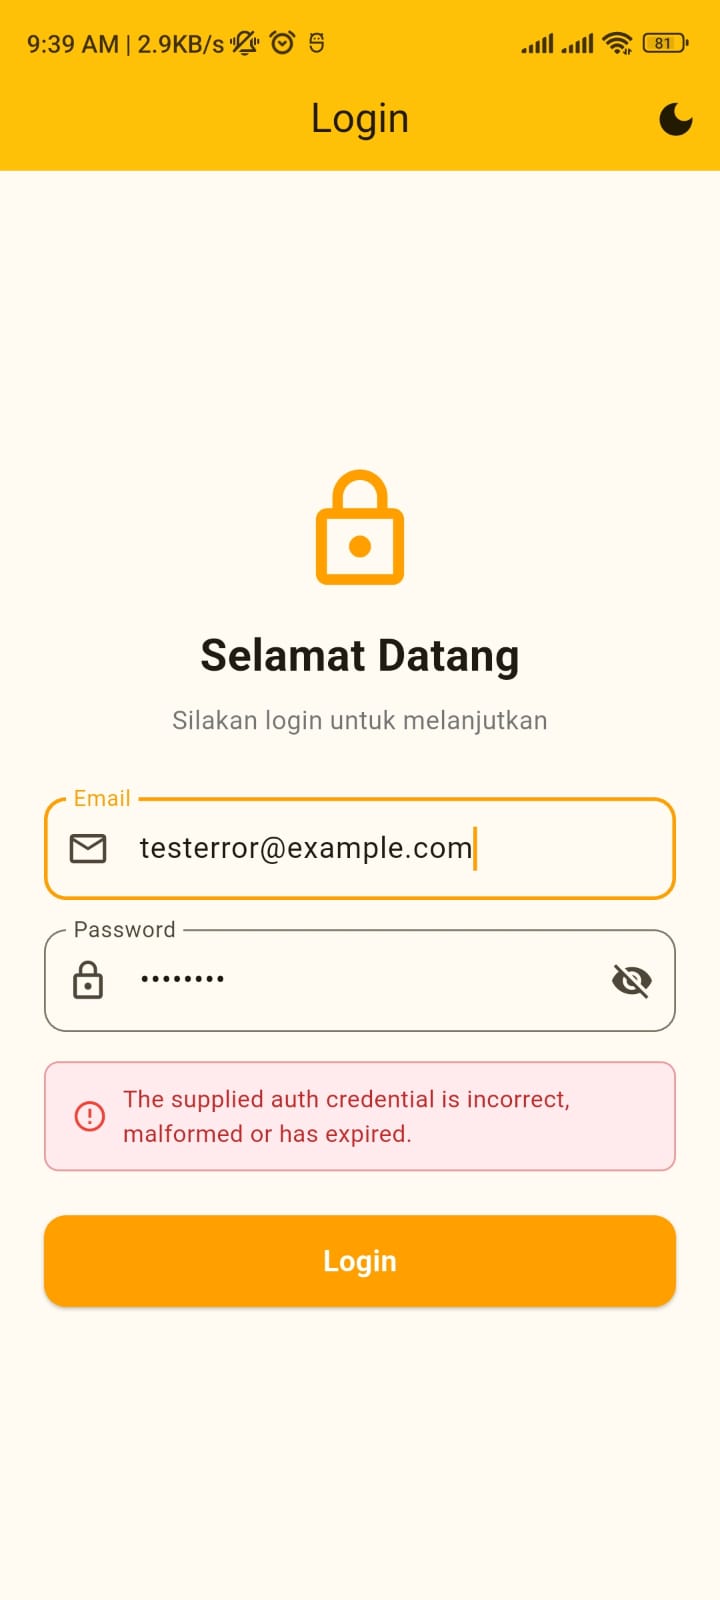 9:39 AM | 2.9KB/s
81
Login
Selamat Datang
Silakan login untuk melanjutkan
Email
testerror@example.com
Password
••••••••
The supplied auth credential is incorrect,
malformed or has expired.
Login